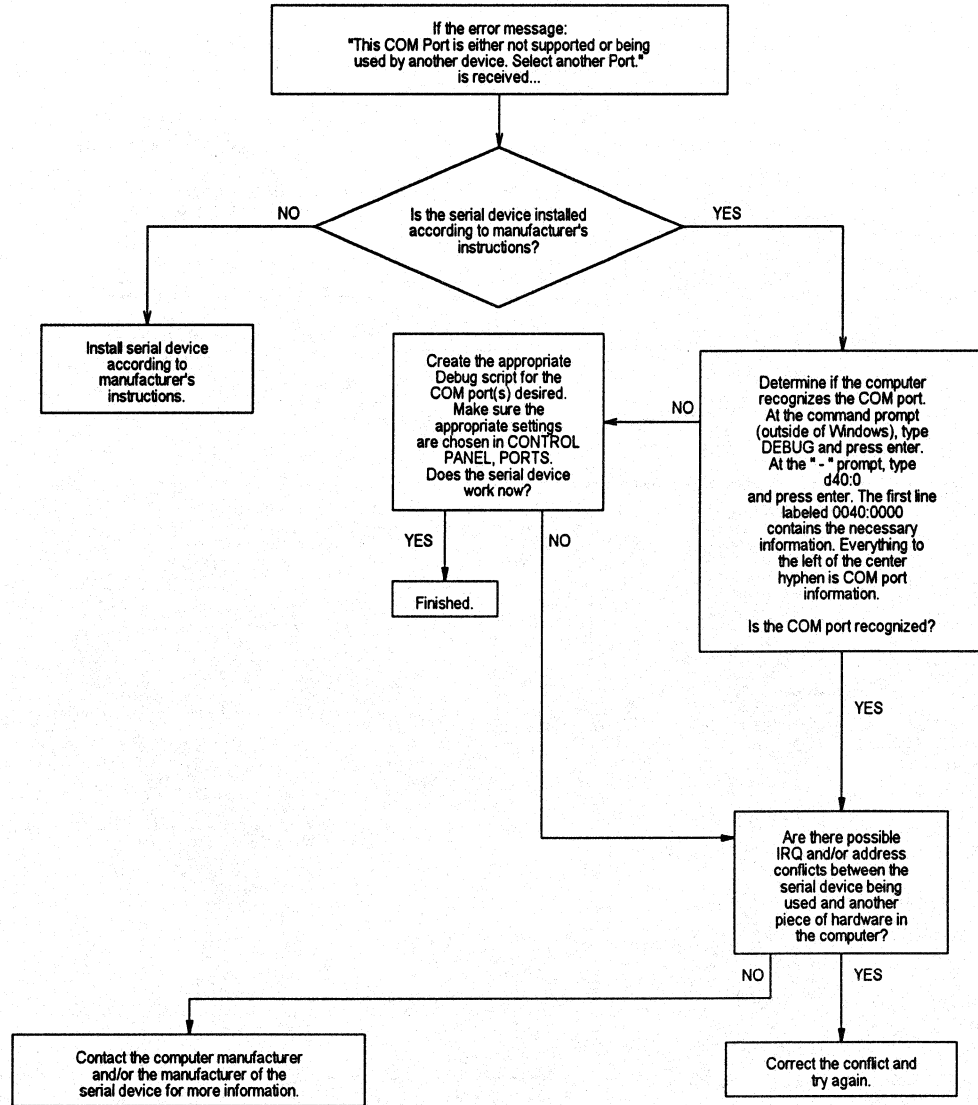 If the error message:
"This COM Port is either not supported or being
used by another device. Select another Port."
is received...
Is the serial device installed
according to manufacturer's
instructions?
NO
YES
Install serial device
according to
manufacturer's
instructions.
Create the appropriate
Debug script for the
COM port(s) desired.
Make sure the
appropriate settings
are chosen in CONTROL
PANEL, PORTS.
Does the serial device
work now?
NO
Determine if the computer
recognizes the COM port.
At the command prompt
(outside of Windows), type
DEBUG and press enter.
At the " - " prompt, type
d40:0
and press enter. The first line
labeled 0040:0000
contains the necessary
information. Everything to
the left of the center
hyphen is COM port
information.
Is the COM port recognized?
YES
NO
Finished.
YES
Are there possible
IRQ and/or address
conflicts between the
serial device being
used and another
piece of hardware in
the computer?
NO
YES
Contact the computer manufacturer
and/or the manufacturer of the
serial device for more information.
Correct the conflict and
try again.